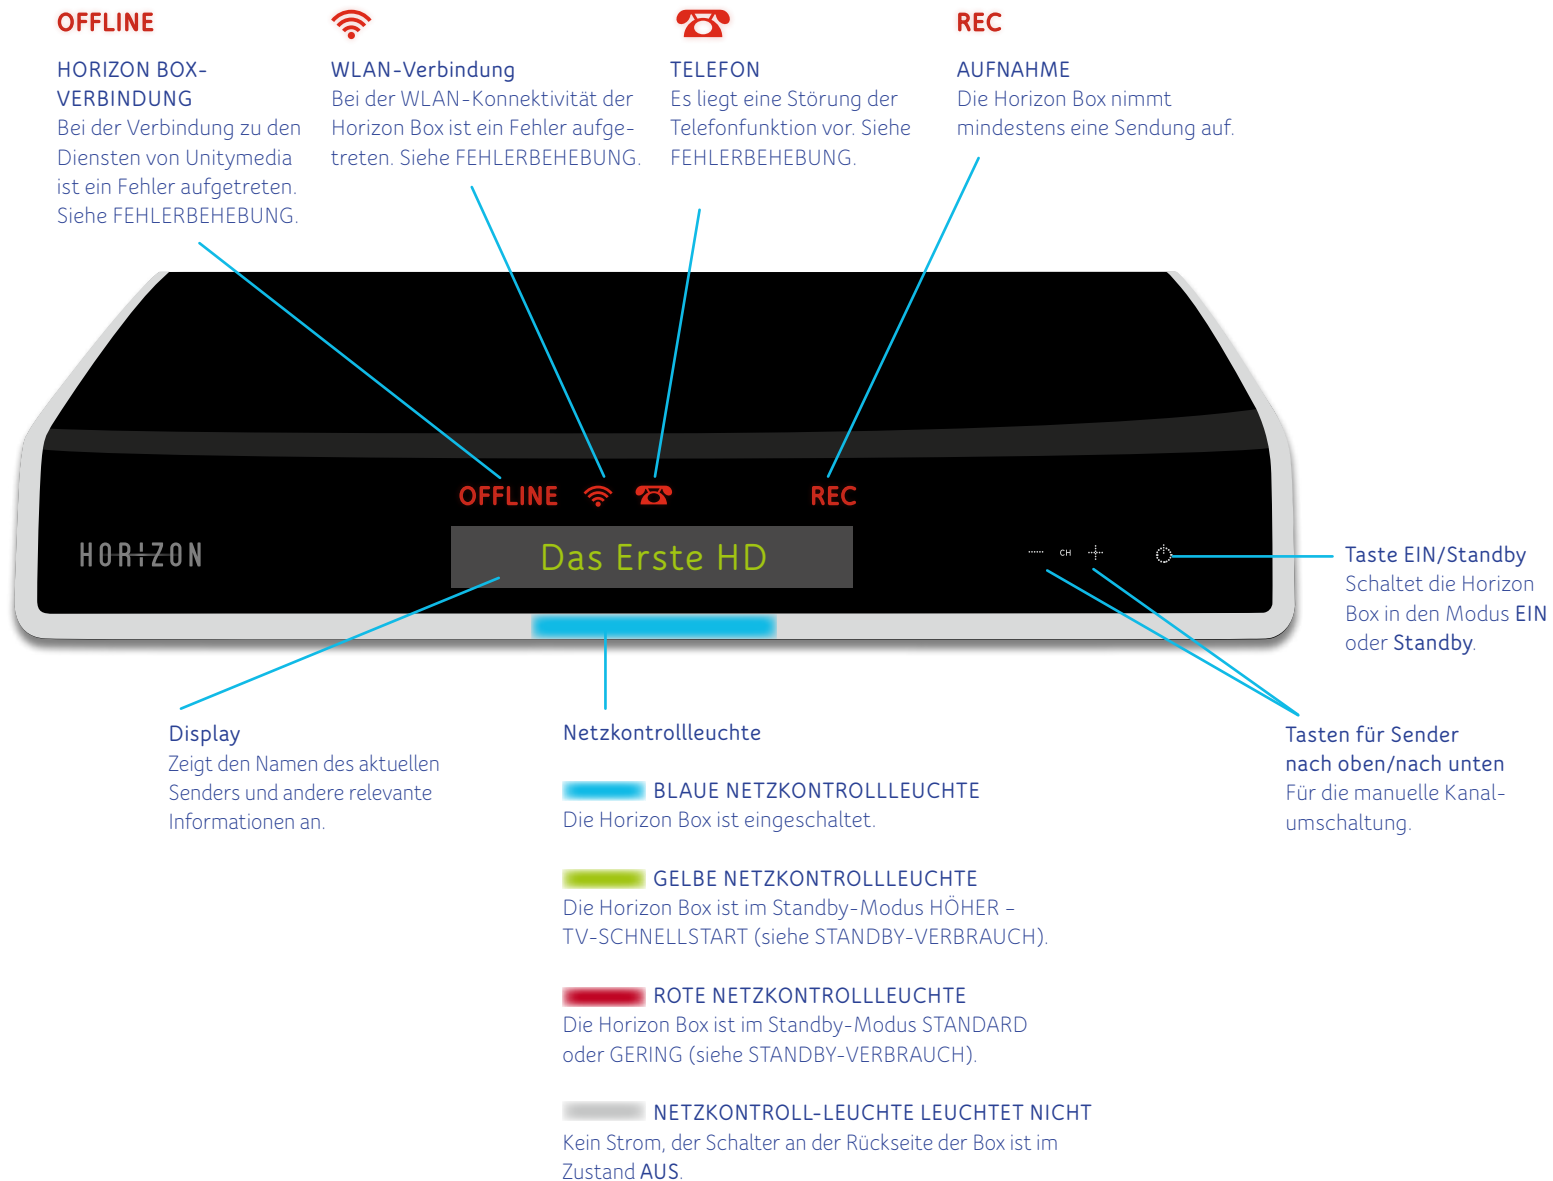 OFFLINE
HORIZON BOX-
VERBINDUNG
Bei der Verbindung zu den
Diensten von Unitymedia
ist ein Fehler aufgetreten.
Siehe FEHLERBEHEBUNG.
WLAN-Verbindung
Bei der WLAN-Konnektivität der
Horizon Box ist ein Fehler aufge-
treten. Siehe FEHLERBEHEBUNG.
TELEFON
Es liegt eine Störung der
Telefonfunktion vor. Siehe
FEHLERBEHEBUNG.
REC
AUFNAHME
Die Horizon Box nimmt
mindestens eine Sendung auf.
OFFLINE
REC
HORIZON
Das Erste HD
CH
Taste EIN/Standby
Schaltet die Horizon
Box in den Modus EIN
oder Standby.
Display
Zeigt den Namen des aktuellen
Senders und andere relevante
Informationen an.
Netzkontrollleuchte
BLAUE NETZKONTROLLLEUCHTE
Die Horizon Box ist eingeschaltet.
GELBE NETZKONTROLLLEUCHTE
Die Horizon Box ist im Standby-Modus HÖHER –
TV-SCHNELLSTART (siehe STANDBY-VERBRAUCH).
ROTE NETZKONTROLLLEUCHTE
Die Horizon Box ist im Standby-Modus STANDARD
oder GERING (siehe STANDBY-VERBRAUCH).
NETZKONTROLL-LEUCHTE LEUCHTET NICHT
Kein Strom, der Schalter an der Rückseite der Box ist im
Zustand AUS.
Tasten für Sender
nach oben/nach unten
Für die manuelle Kanal-
umschaltung.